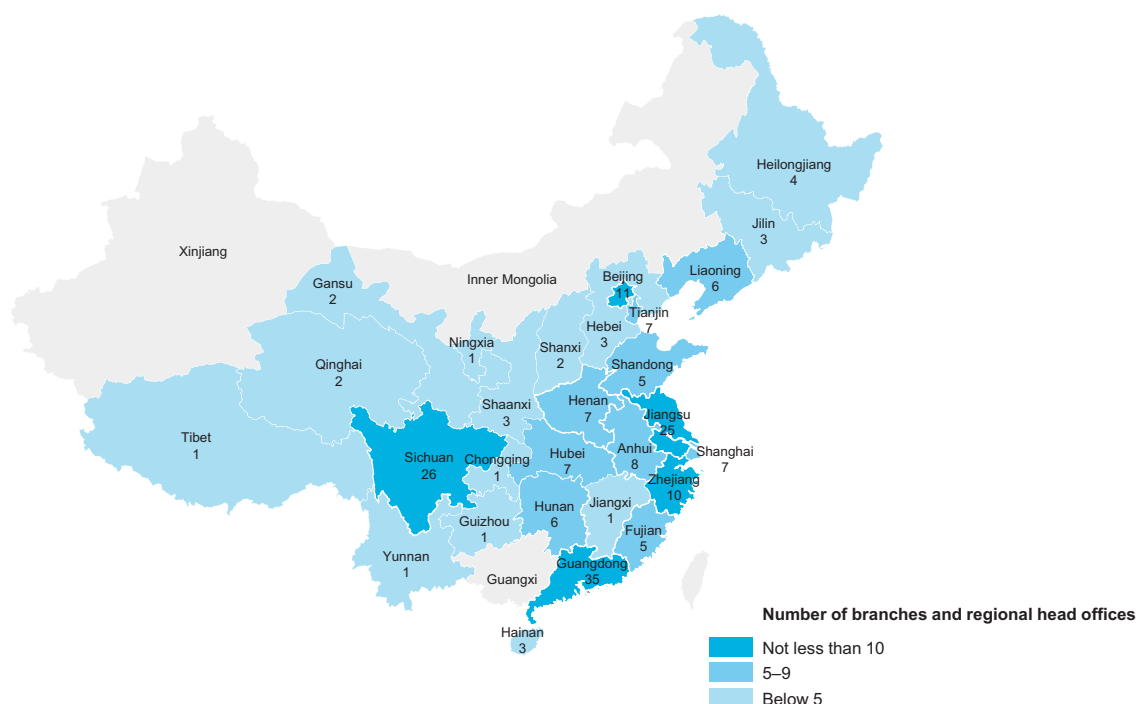 Heilongjiang
4
Jilin
3
Xinjiang
Inner Mongolia
Liaoning
6
Beijing
11
Gansu
2
Tianjin
7
Hebei
3
Ningxia
1
Shanxi
2
Qinghai
2
Shandong
5
Shaanxi
3
Henan
7
Jiangsu
25
Tibet
1
Sichuan
26
Chongqing
1
Hubei
7
Anhui
8
Shanghai
7
Zhejiang
10
Hunan
6
Jiangxi
1
Guizhou
1
Fujian
5
Yunnan
1
Guangxi
Guangdong
35
Hainan
3
Number of branches and regional head offices
Not less than 10
5–9
Below 5